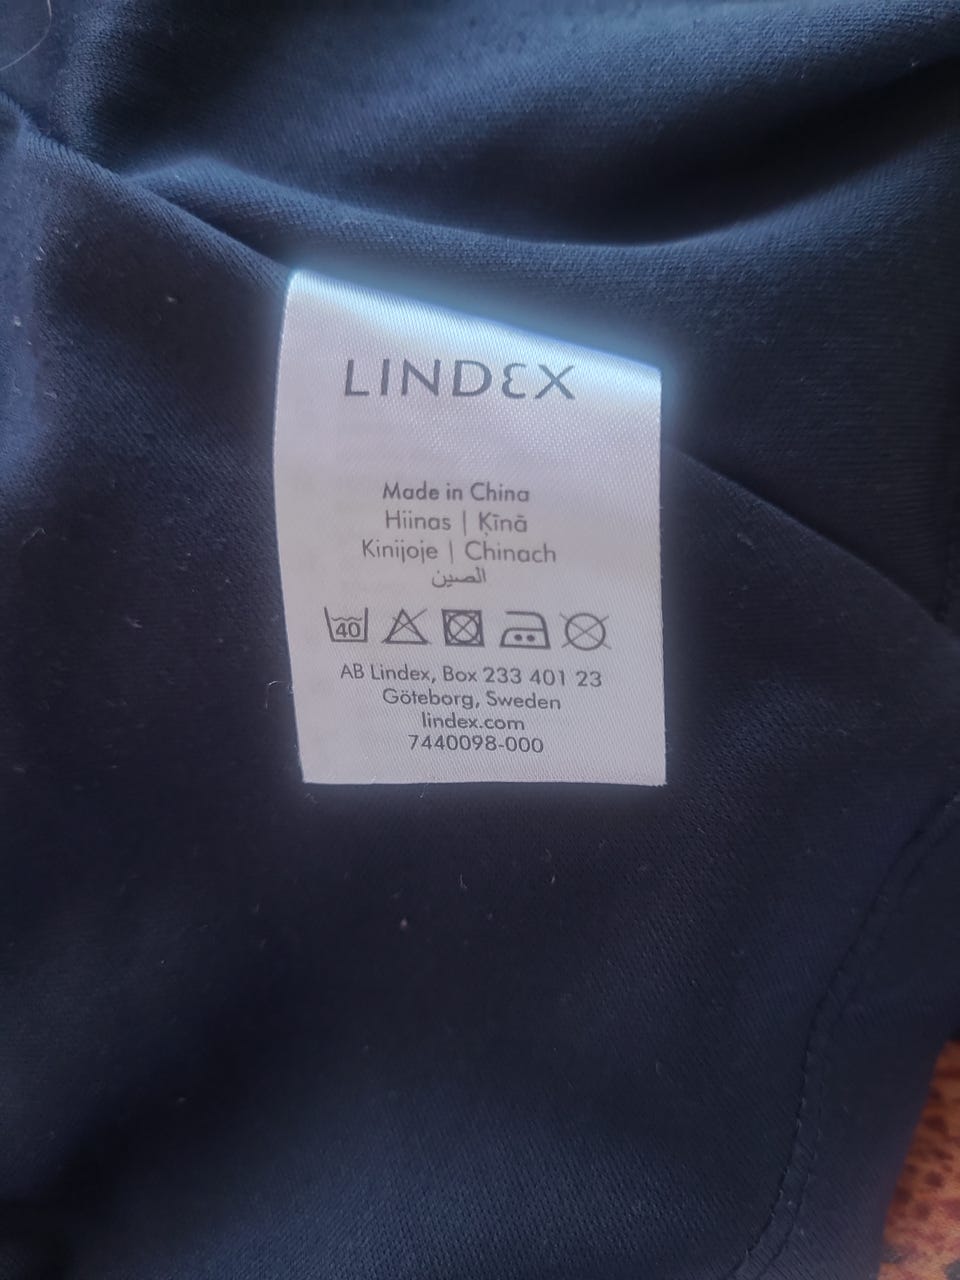 LINDEX
Made in China
Hiinas | Ķīnā
Kinijoje | Chinach
الصين
40
AB Lindex, Box 233 401 23
Göteborg, Sweden
lindex.com
7440098-000